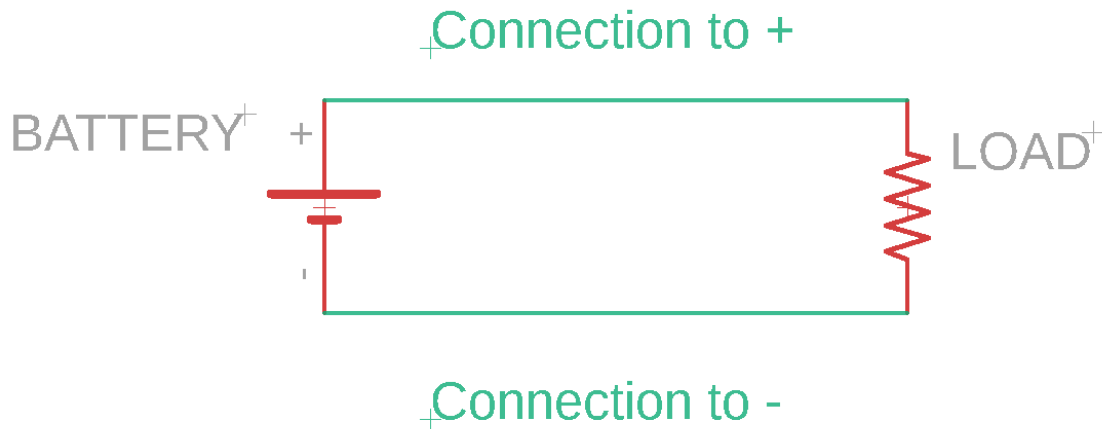 Connection to +
BATTERY
+
LOAD
-
Connection to -